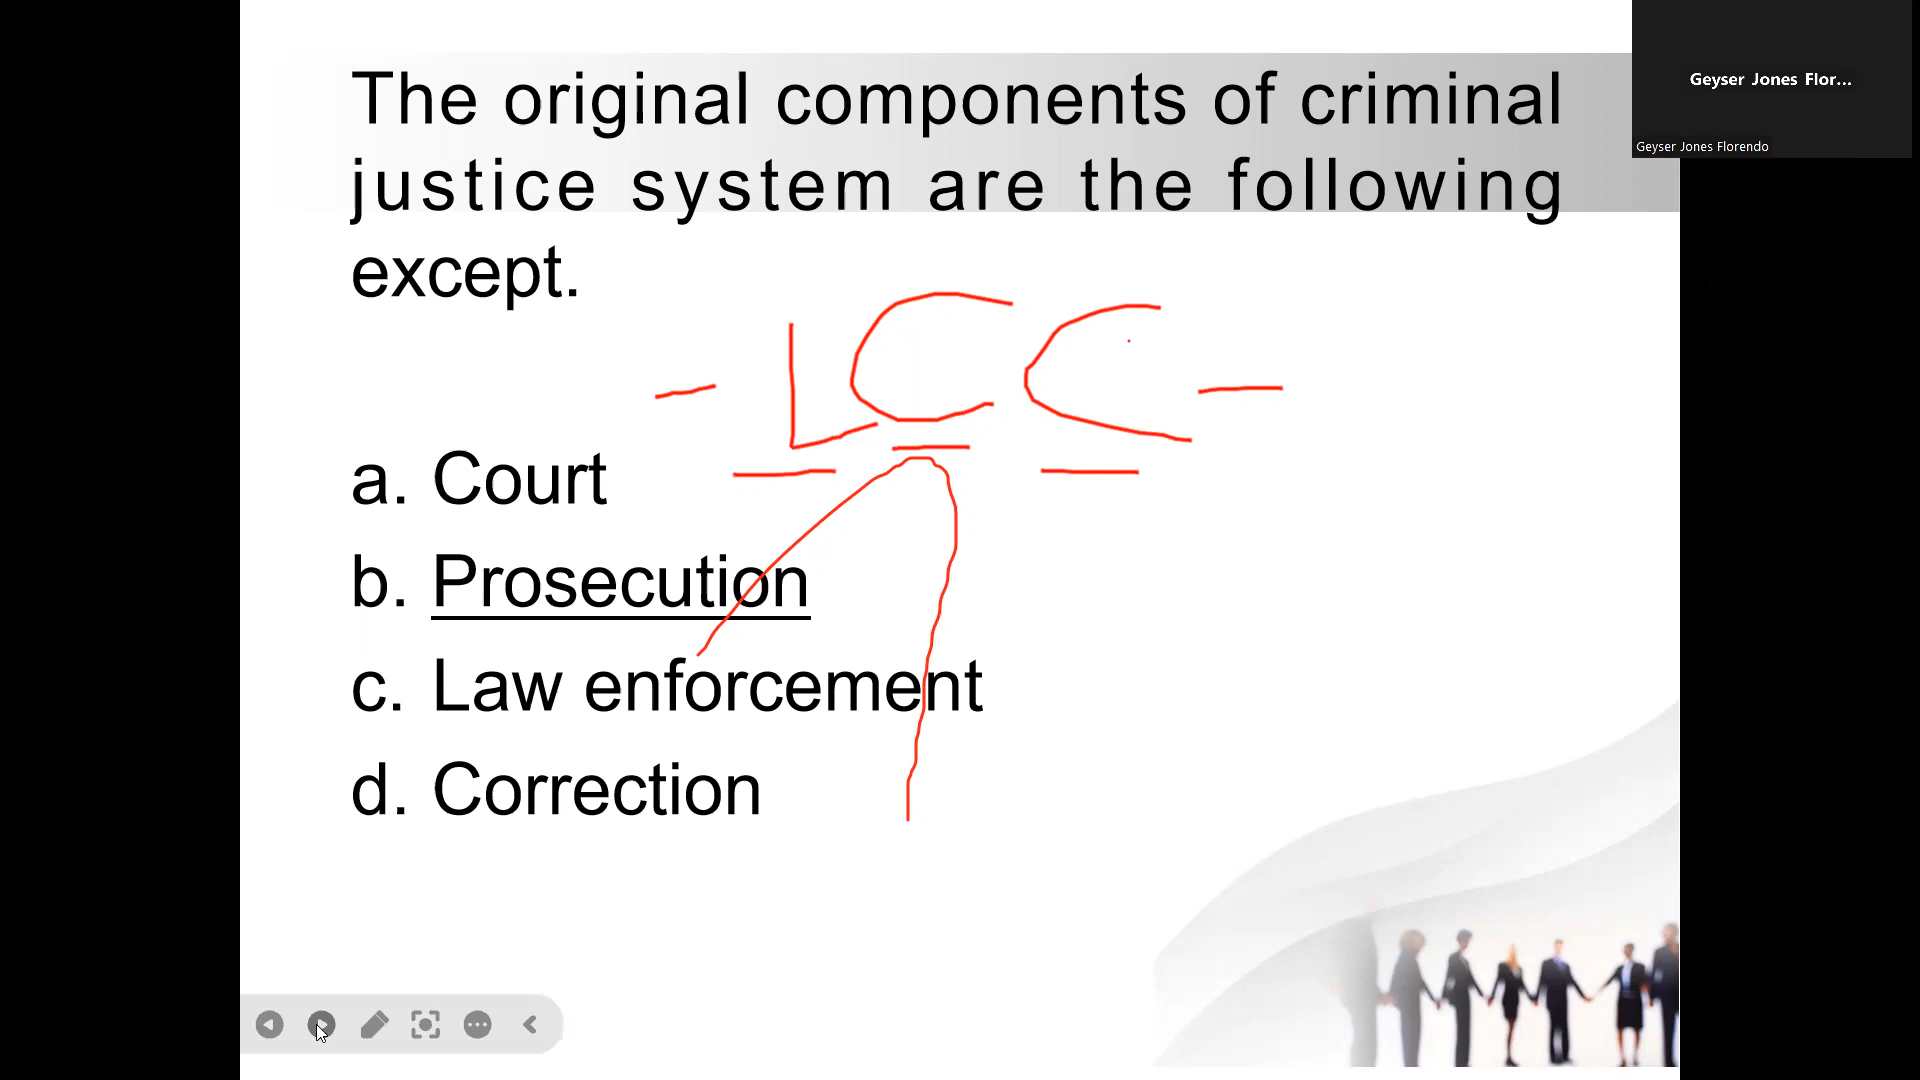 The original components of criminal
justice system are the following
except.
- LCC -
a. Court
b. Prosecution
c. Law enforcement
d. Correction
Geyser Jones Flor...
Geyser Jones Florendo